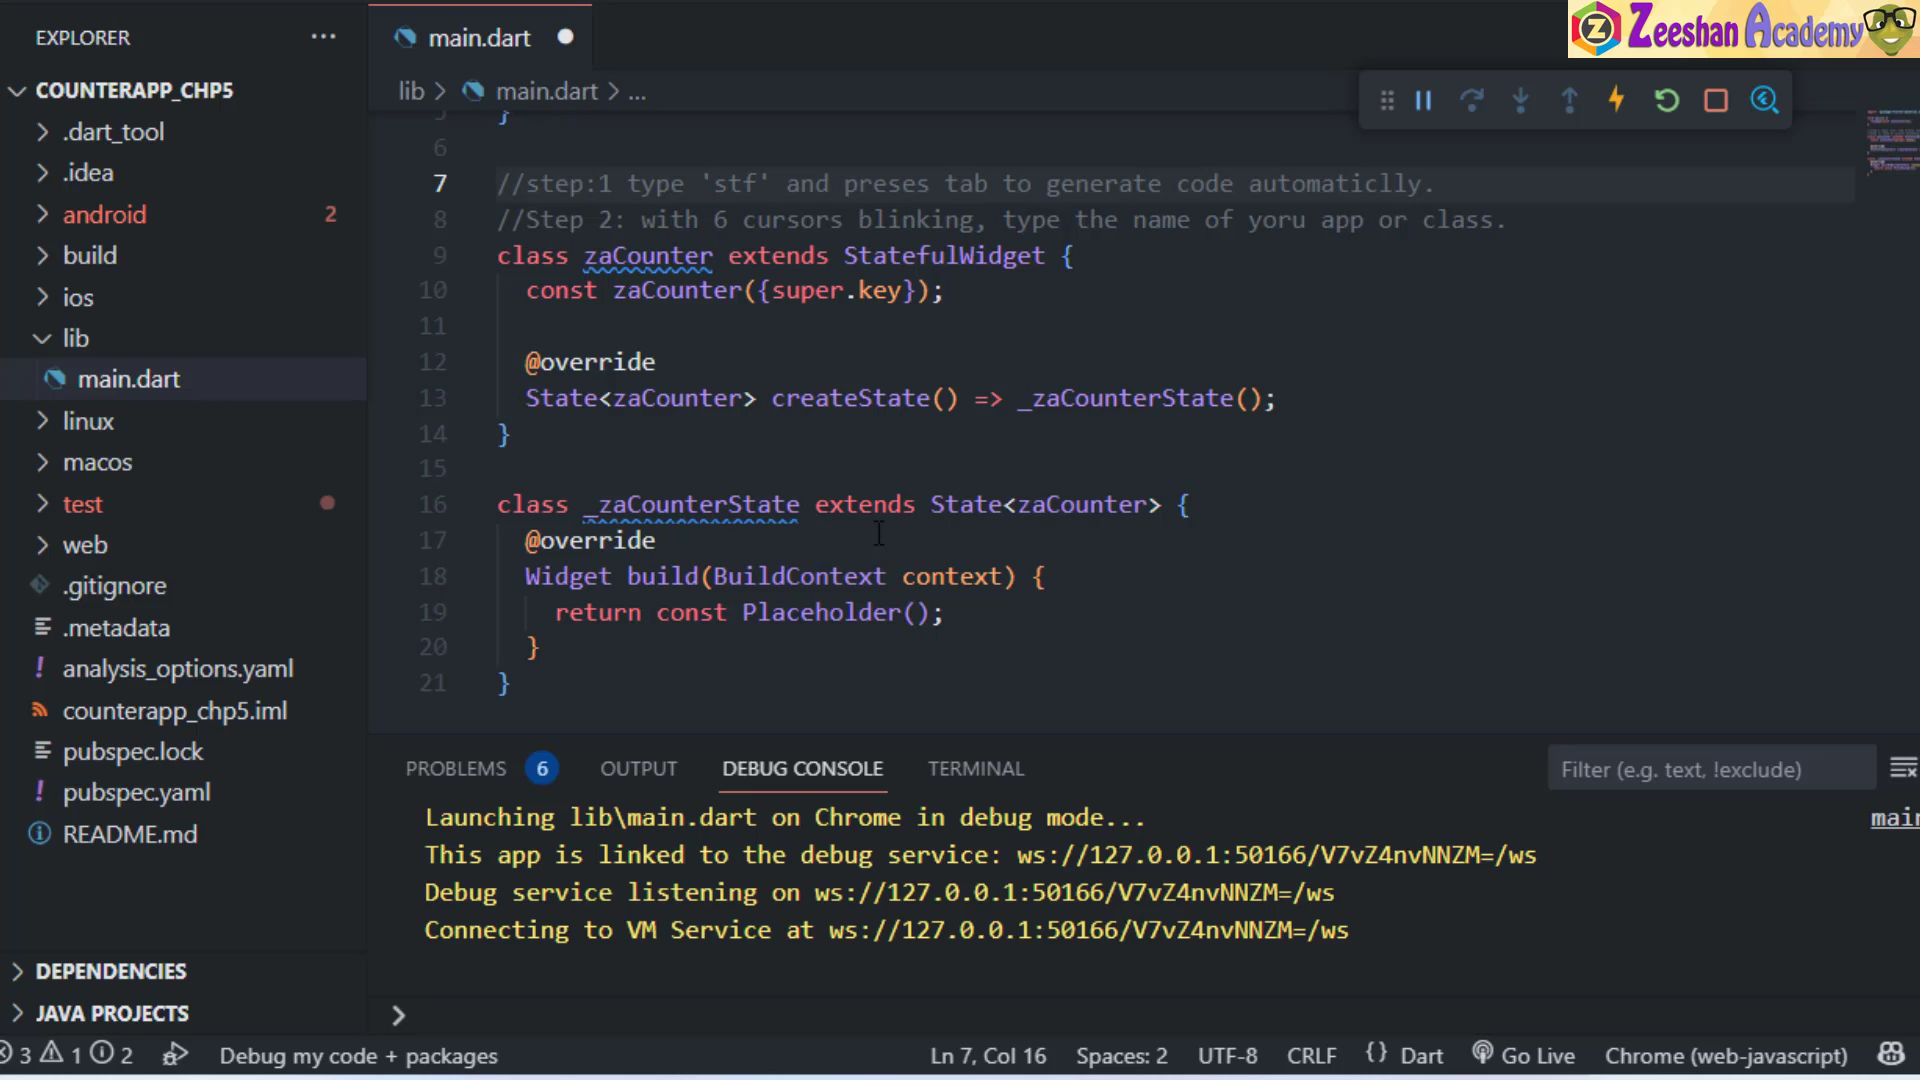 EXPLORER
...
main.dart
Zeeshan Academy
COUNTERAPP_CHP5
lib > main.dart > ...
.dart_tool
.idea
android 2
build
ios
lib
main.dart
linux
macos
test
web
.gitignore
.metadata
analysis_options.yaml
counterapp_chp5.iml
pubspec.lock
pubspec.yaml
README.md
DEPENDENCIES
JAVA PROJECTS
5 }
6
7 //step:1 type 'stf' and preses tab to generate code automaticlly.
8 //Step 2: with 6 cursors blinking, type the name of yoru app or class.
9 class zaCounter extends StatefulWidget {
10 const zaCounter({super.key});
11
12 @override
13 State<zaCounter> createState() => _zaCounterState();
14 }
15
16 class _zaCounterState extends State<zaCounter> {
17 @override
18 Widget build(BuildContext context) {
19 return const Placeholder();
20 }
21 }
PROBLEMS 6 OUTPUT DEBUG CONSOLE TERMINAL
Filter (e.g. text, !exclude)
Launching lib\main.dart on Chrome in debug mode...
main
This app is linked to the debug service: ws://127.0.0.1:50166/V7vZ4nvNNZM=/ws
Debug service listening on ws://127.0.0.1:50166/V7vZ4nvNNZM=/ws
Connecting to VM Service at ws://127.0.0.1:50166/V7vZ4nvNNZM=/ws
>
3 1 2 Debug my code + packages Ln 7, Col 16 Spaces: 2 UTF-8 CRLF {} Dart Go Live Chrome (web-javascript)